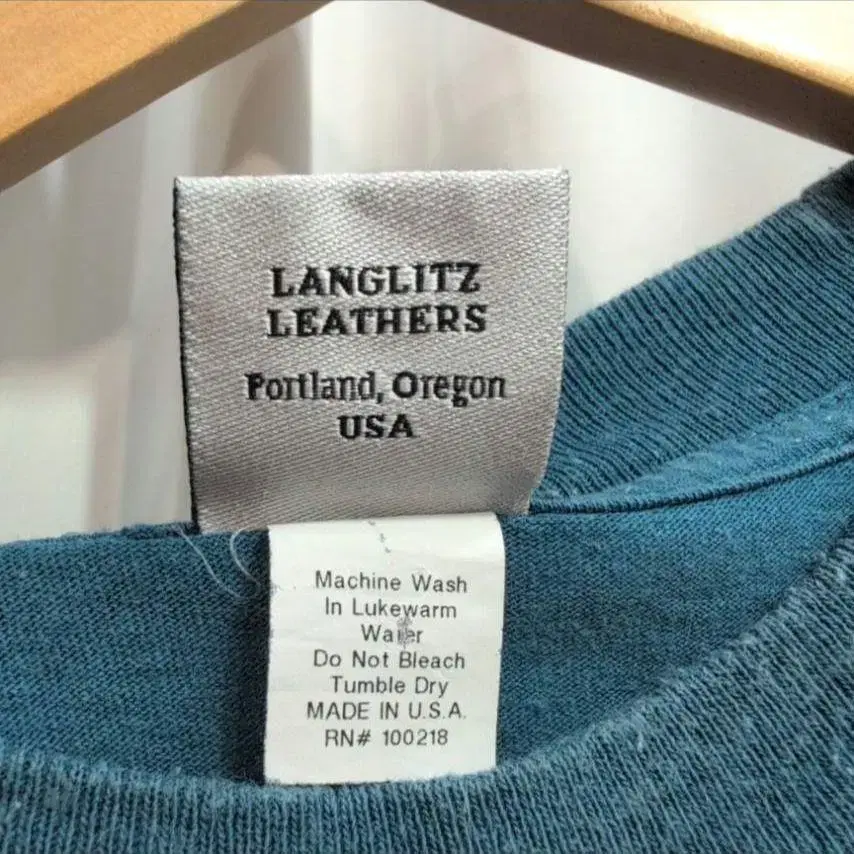 LANGLITZ
LEATHERS
Portland, Oregon
USA
Machine Wash
In Lukewarm
Water
Do Not Bleach
Tumble Dry
MADE IN U.S.A.
RN# 100218